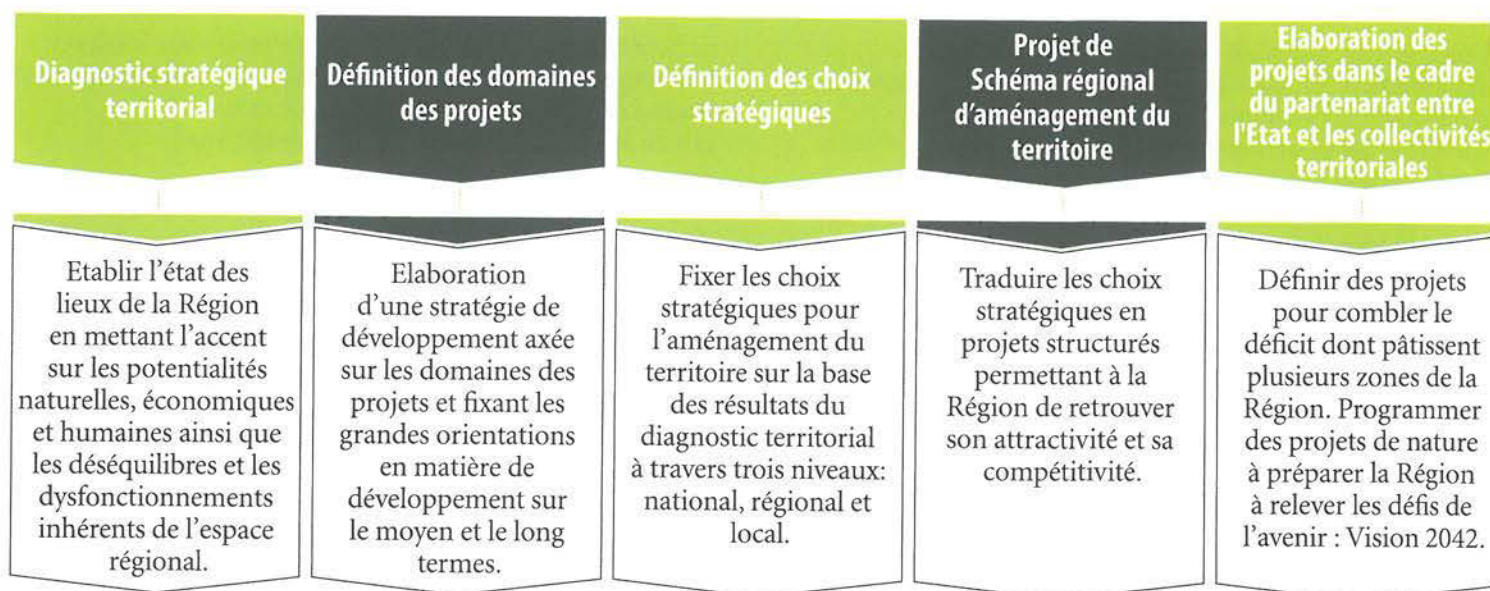 Diagnostic stratégique
territorial
Etablir l'état des
lieux de la Région
en mettant l'accent
sur les potentialités
naturelles, économiques
et humaines ainsi que
les déséquilibres et les
dysfonctionnements
inhérents de l'espace
régional.
Définition des domaines
des projets
Elaboration
d'une stratégie de
développement axée
sur les domaines des
projets et fixant les
grandes orientations
en matière de
développement sur
le moyen et le long
termes.
Définition des choix
stratégiques
Fixer les choix
stratégiques pour
l'aménagement du
territoire sur la base
des résultats du
diagnostic territorial
à travers trois niveaux:
national, régional et
local.
Projet de
Schéma régional
d'aménagement du
territoire
Traduire les choix
stratégiques en
projets structurés
permettant à la
Région de retrouver
son attractivité et sa
compétitivité.
Elaboration des
projets dans le cadre
du partenariat entre
l'Etat et les collectivités
territoriales
Définir des projets
pour combler le
déficit dont pâtissent
plusieurs zones de la
Région. Programmer
des projets de nature
à préparer la Région
à relever les défis de
l'avenir : Vision 2042.